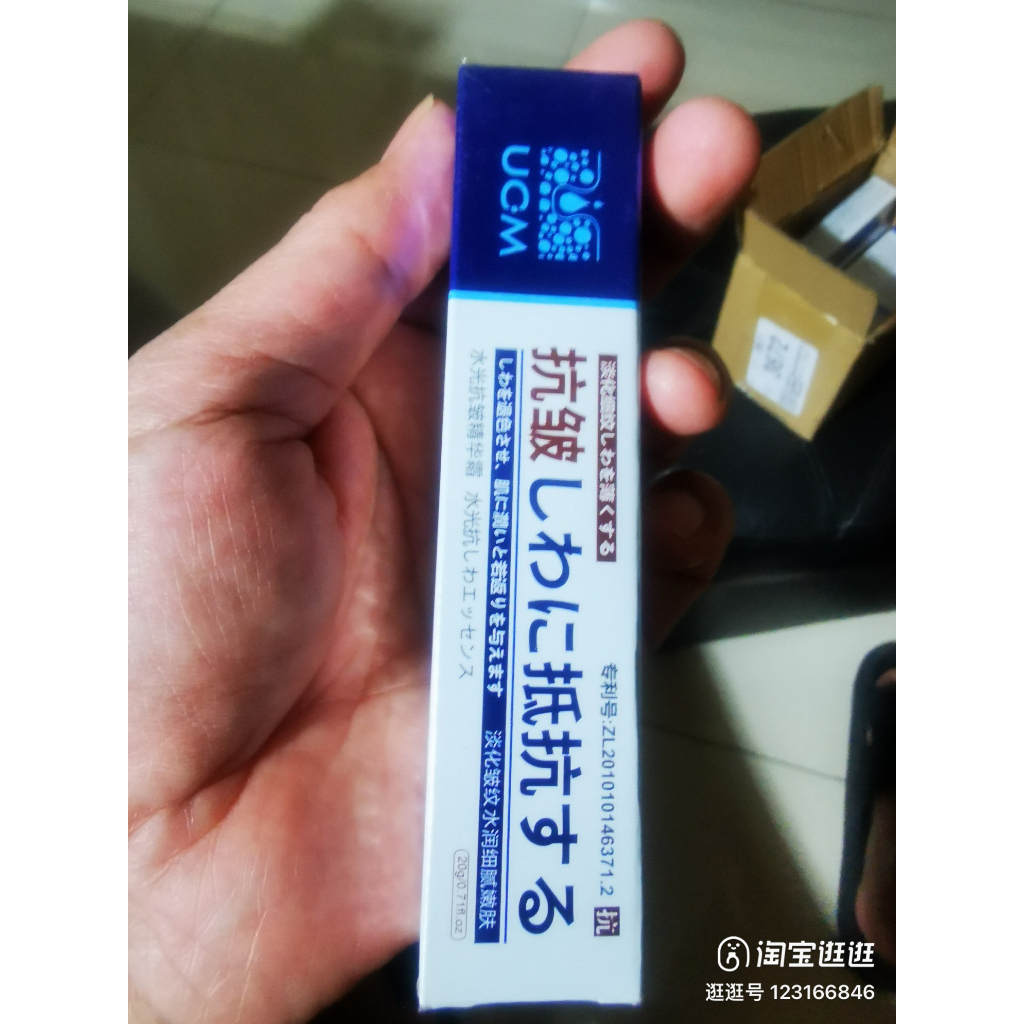 UCM
淡化细纹しわを薄くする
抗皱しわに抵抗する
专利号:ZL201010146371.2
抗
しわを退色させ、肌に潤いと若返りを与えます 淡化皱纹水润细腻嫩肤
水光抗皱精华霜 水光抗しわエッセンス
20g/0.71fl.oz
淘宝逛逛
逛逛号 123166846